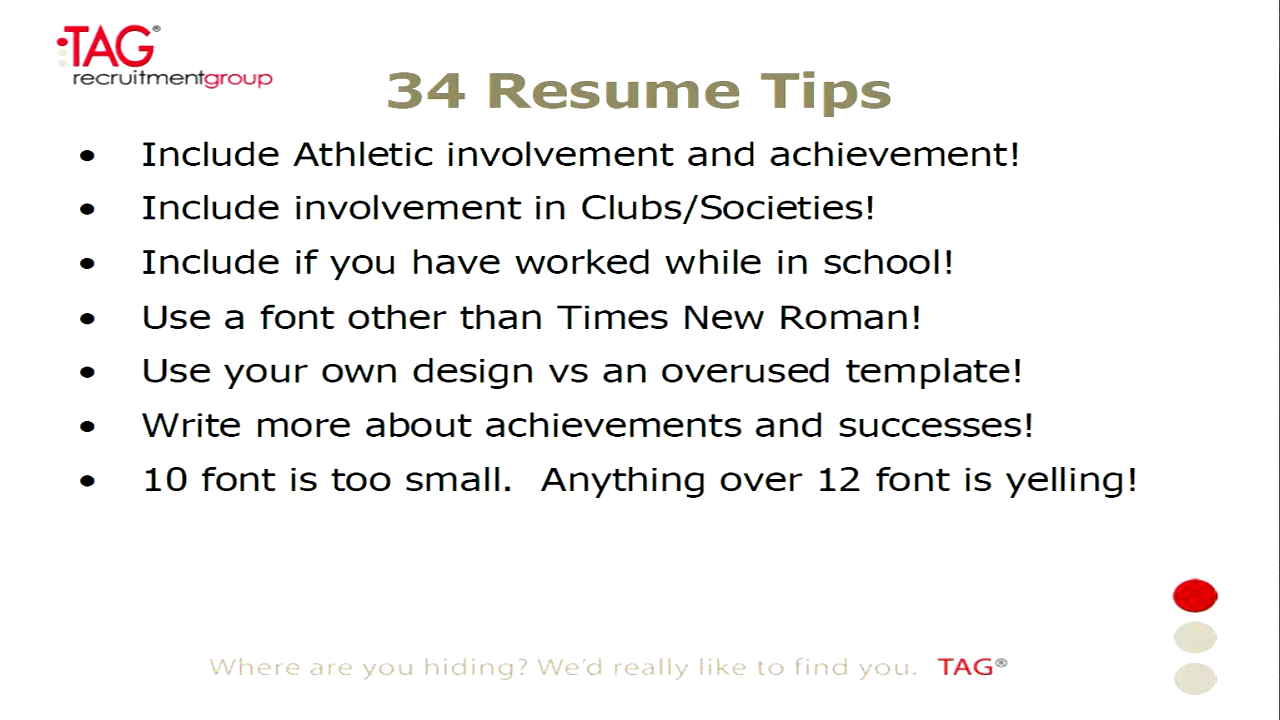 TAG®
recruitmentgroup
34 Resume Tips
• Include Athletic involvement and achievement!
• Include involvement in Clubs/Societies!
• Include if you have worked while in school!
• Use a font other than Times New Roman!
• Use your own design vs an overused template!
• Write more about achievements and successes!
• 10 font is too small.  Anything over 12 font is yelling!
Where are you hiding? We'd really like to find you. TAG®